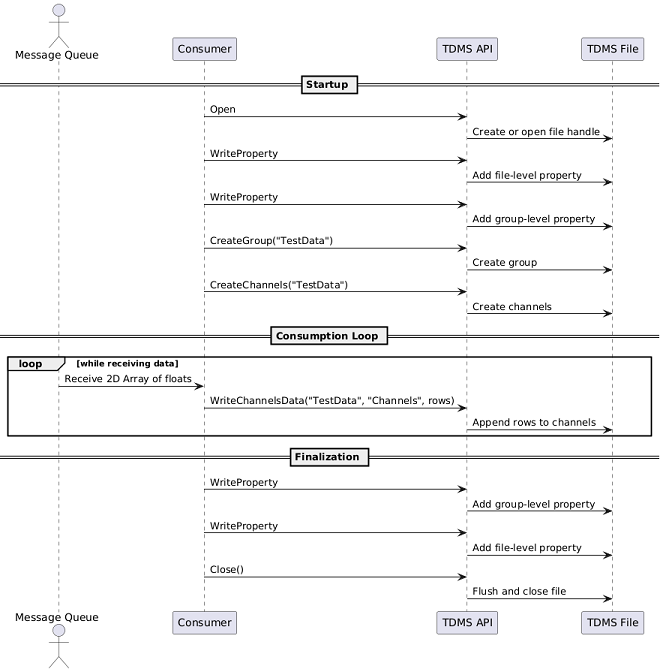 Message Queue
Consumer
TDMS API
TDMS File
Startup
Open
Create or open file handle
WriteProperty
Add file-level property
WriteProperty
Add group-level property
CreateGroup("TestData")
Create group
CreateChannels("TestData")
Create channels
Consumption Loop
loop [while receiving data]
Receive 2D Array of floats
WriteChannelsData("TestData", "Channels", rows)
Append rows to channels
Finalization
WriteProperty
Add group-level property
WriteProperty
Add file-level property
Close()
Flush and close file
Message Queue
Consumer
TDMS API
TDMS File